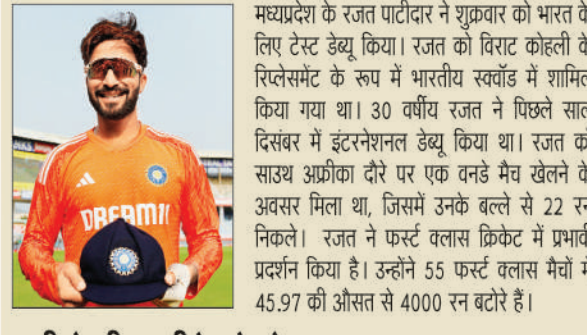 मध्यप्रदेश के रजत पाटीदार ने शुक्रवार को भारत के
लिए टेस्ट डेब्यू किया। रजत को विराट कोहली के
रिप्लेसमेंट के रूप में भारतीय स्क्वॉड में शामिल
किया गया था। 30 वर्षीय रजत ने पिछले साल
दिसंबर में इंटरनेशनल डेब्यू किया था। रजत को
साउथ अफ्रीका दौरे पर एक वनडे मैच खेलने के
अवसर मिला था, जिसमें उनके बल्ले से 22 रन
निकले। रजत ने फर्स्ट क्लास क्रिकेट में प्रभावी
प्रदर्शन किया है। उन्होंने 55 फर्स्ट क्लास मैचों में
45.97 की औसत से 4000 रन बटोरे हैं।
DREAM11